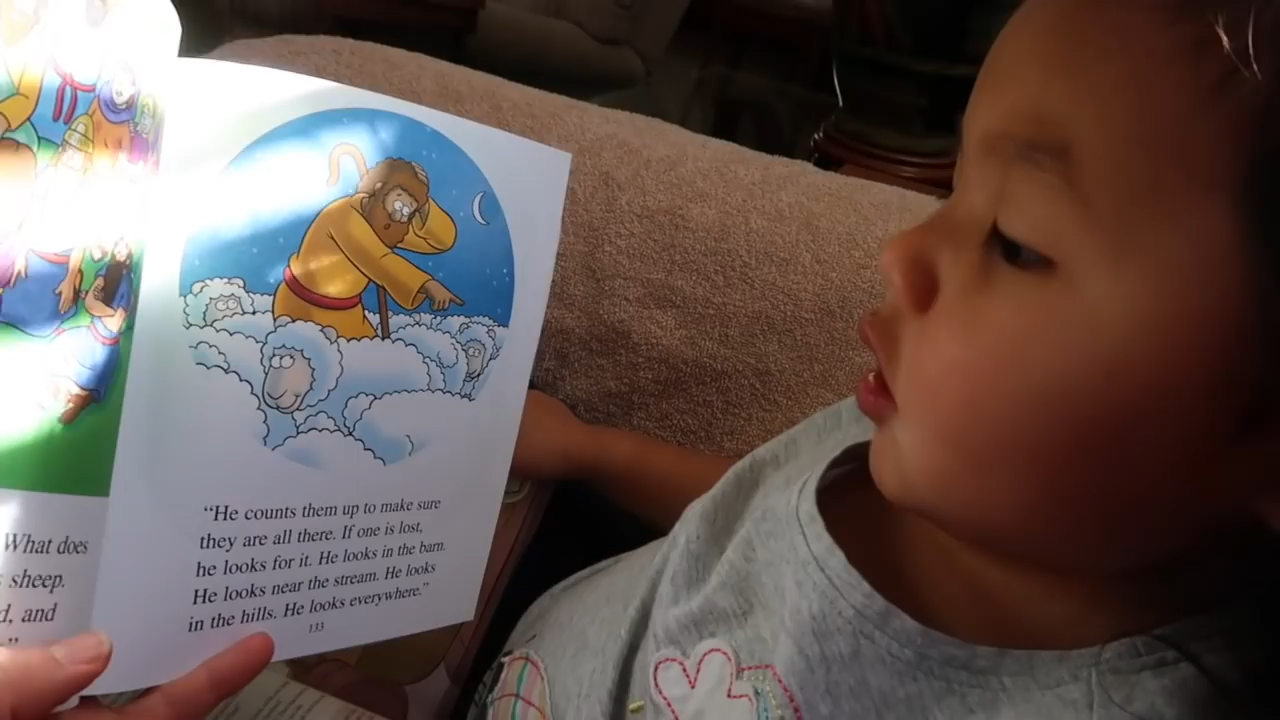 What does
sheep.
and
"He counts them up to make sure
they are all there. If one is lost,
he looks for it. He looks in the barn.
He looks near the stream. He looks
in the hills. He looks everywhere."
133